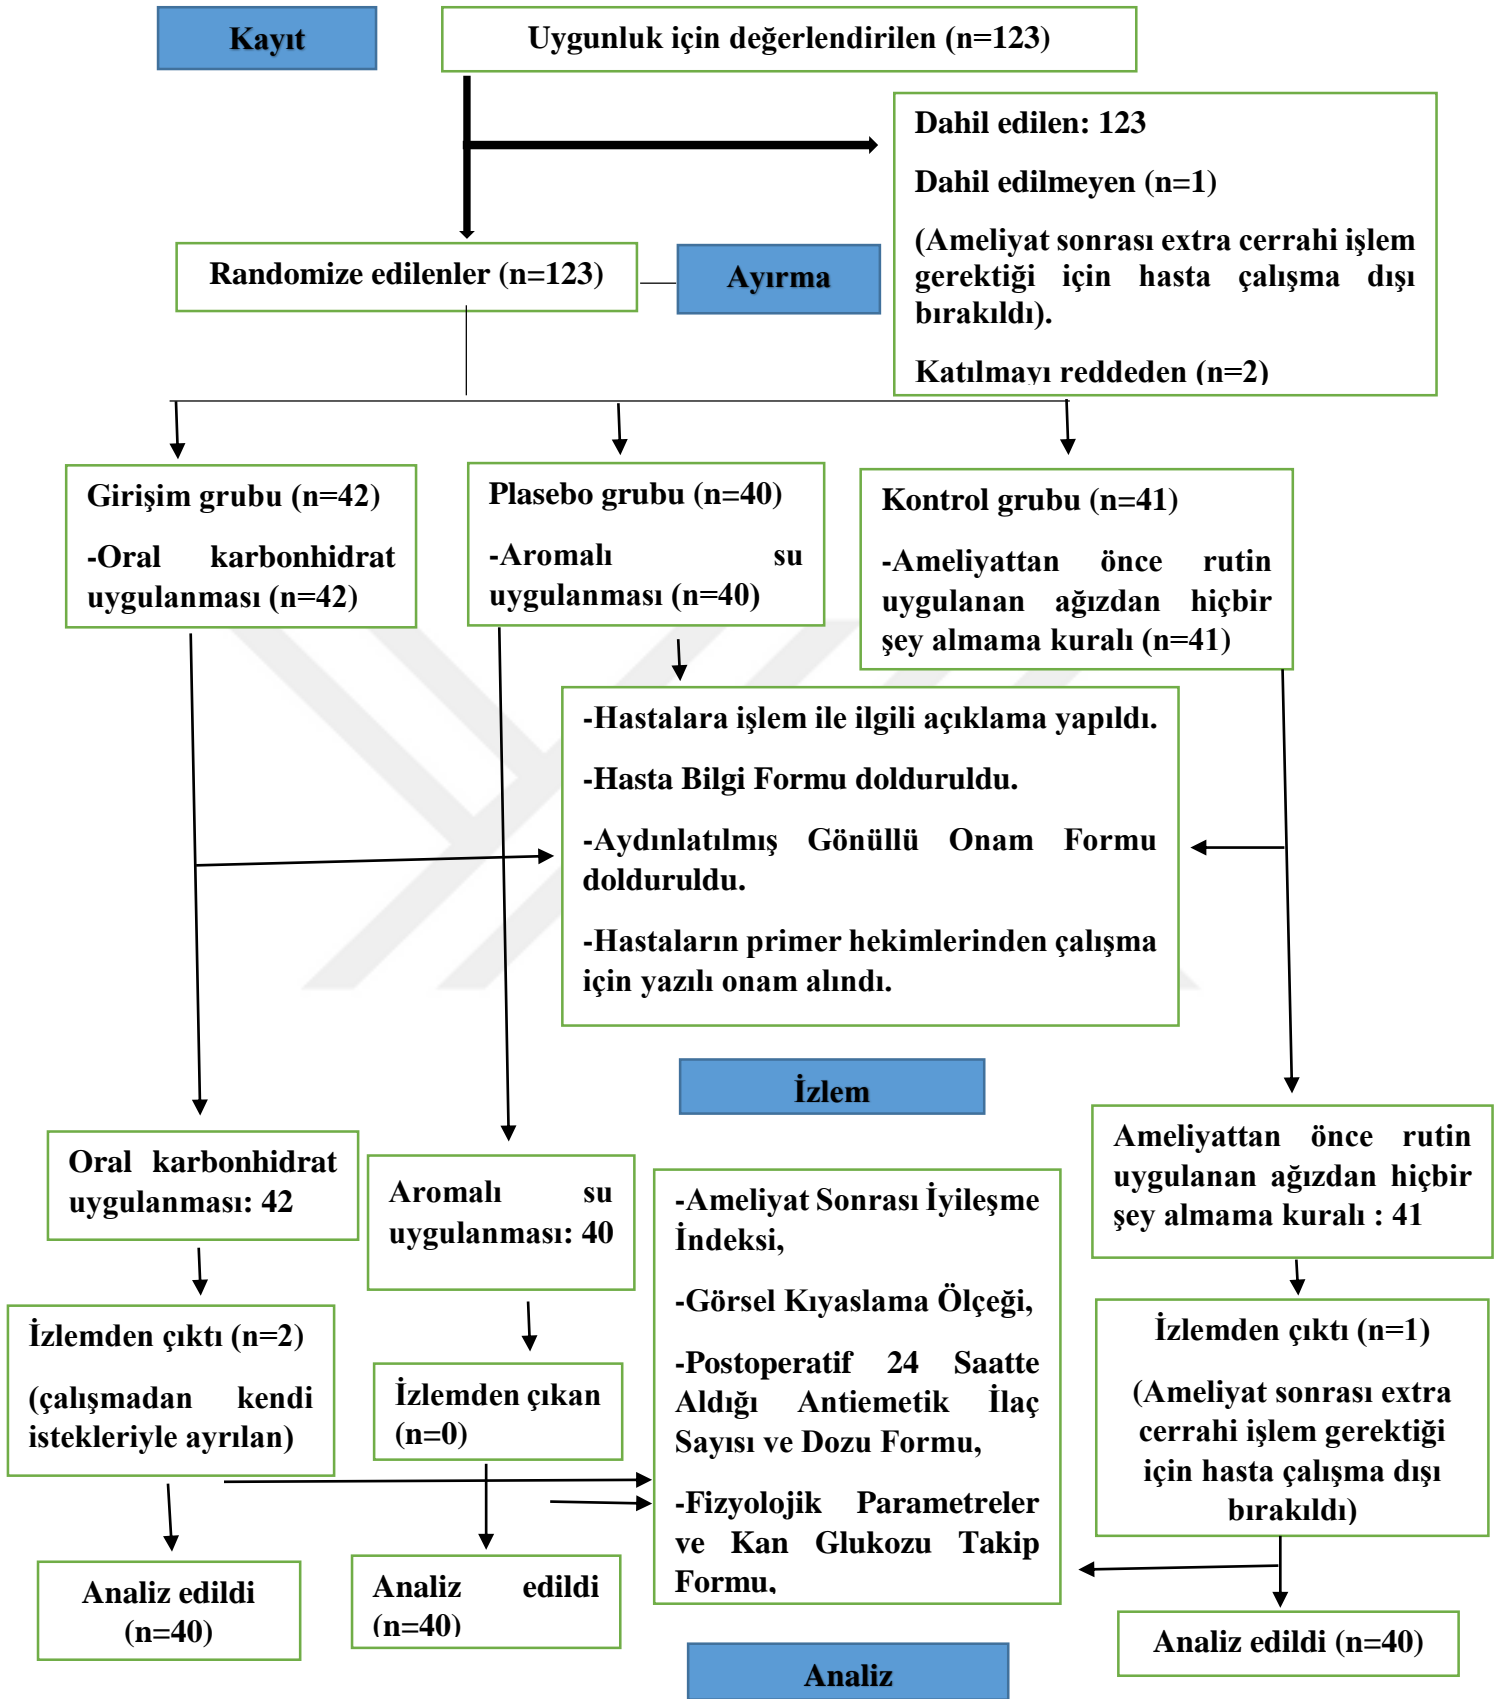 Kayıt
Uygunluk için değerlendirilen (n=123)
Dahil edilen: 123
Dahil edilmeyen (n=1)
(Ameliyat sonrası extra cerrahi işlem
gerektiği için hasta çalışma dışı
bırakıldı).
Katılmayı reddeden (n=2)
Randomize edilenler (n=123)
Ayırma
Girişim grubu (n=42)
-Oral karbonhidrat
uygulanması (n=42)
Plasebo grubu (n=40)
-Aromalı su
uygulanması (n=40)
Kontrol grubu (n=41)
-Ameliyattan önce rutin
uygulanan ağızdan hiçbir
şey almama kuralı (n=41)
-Hastalara işlem ile ilgili açıklama yapıldı.
-Hasta Bilgi Formu dolduruldu.
-Aydınlatılmış Gönüllü Onam Formu
dolduruldu.
-Hastaların primer hekimlerinden çalışma
için yazılı onam alındı.
İzlem
Oral karbonhidrat
uygulanması: 42
Aromalı su
uygulanması: 40
-Ameliyat Sonrası İyileşme
İndeksi,
-Görsel Kıyaslama Ölçeği,
-Postoperatif 24 Saatte
Aldığı Antiemetik İlaç
Sayısı ve Dozu Formu,
-Fizyolojik Parametreler
ve Kan Glukozu Takip
Formu,
Ameliyattan önce rutin
uygulanan ağızdan hiçbir
şey almama kuralı : 41
İzlemden çıktı (n=2)
(çalışmadan kendi
istekleriyle ayrılan)
İzlemden çıkan
(n=0)
İzlemden çıktı (n=1)
(Ameliyat sonrası extra
cerrahi işlem gerektiği
için hasta çalışma dışı
bırakıldı)
Analiz edildi
(n=40)
Analiz edildi
(n=40)
Analiz edildi (n=40)
Analiz